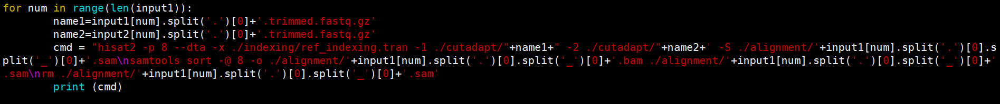 for num in range(len(input1)):
        name1=input1[num].split('.')[0]+'.trimmed.fastq.gz'
        name2=input2[num].split('.')[0]+'.trimmed.fastq.gz'
        cmd = "hisat2 -p 8 --dta -x ./indexing/ref_indexing.tran -1 ./cutadapt/"+name1+" -2 ./cutadapt/"+name2+' -S ./alignment/'+input1[num].split('.')[0].s
plit('_')[0]+'.sam\nsamtools sort -@ 8 -o ./alignment/'+input1[num].split('.')[0].split('_')[0]+'.bam ./alignment/'+input1[num].split('.')[0].split('_')[0]+'
.sam\nrm ./alignment/'+input1[num].split('.')[0].split('_')[0]+'.sam'
        print (cmd)